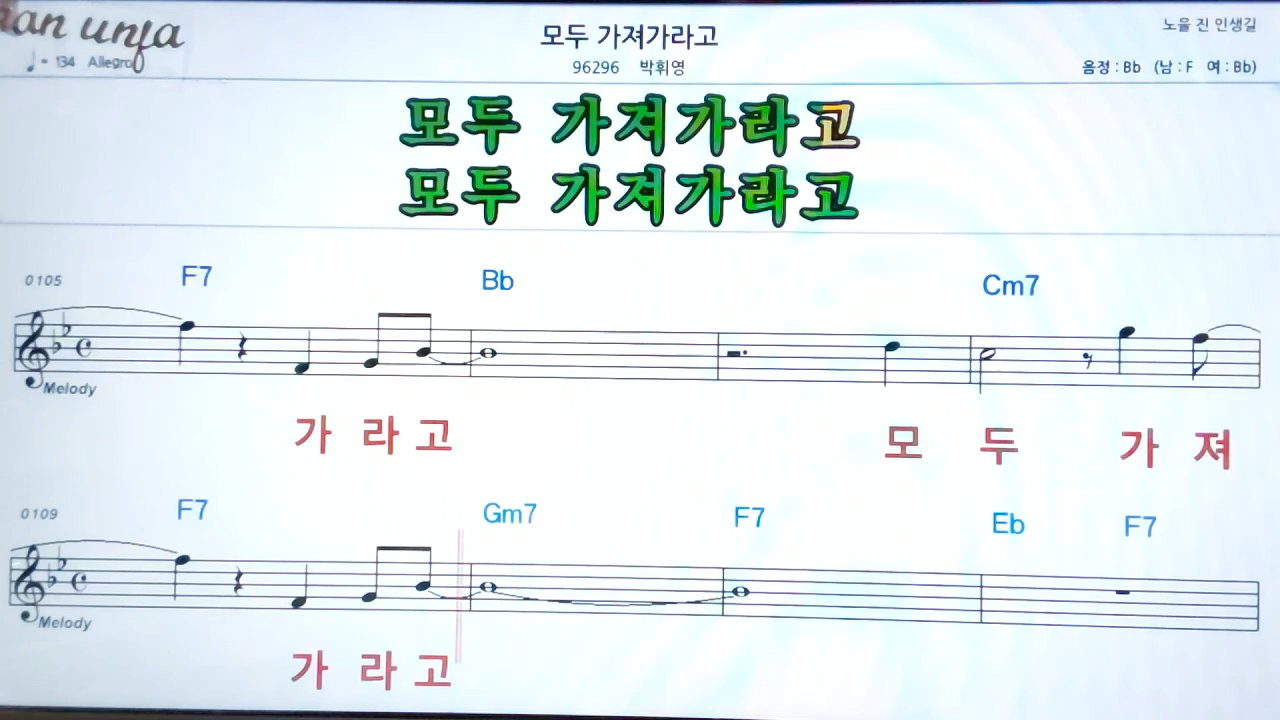 모두 가져가라고
노을 진 인생길
♩= 134 Allegro
96296 박휘영
음정 : Bb (남 : F 여 : Bb)
모두 가져가라고
모두 가져가라고
0105 F7 Bb Cm7
Melody
가 라 고 모 두 가 져
0109 F7 Gm7 F7 Eb F7
Melody
가 라 고